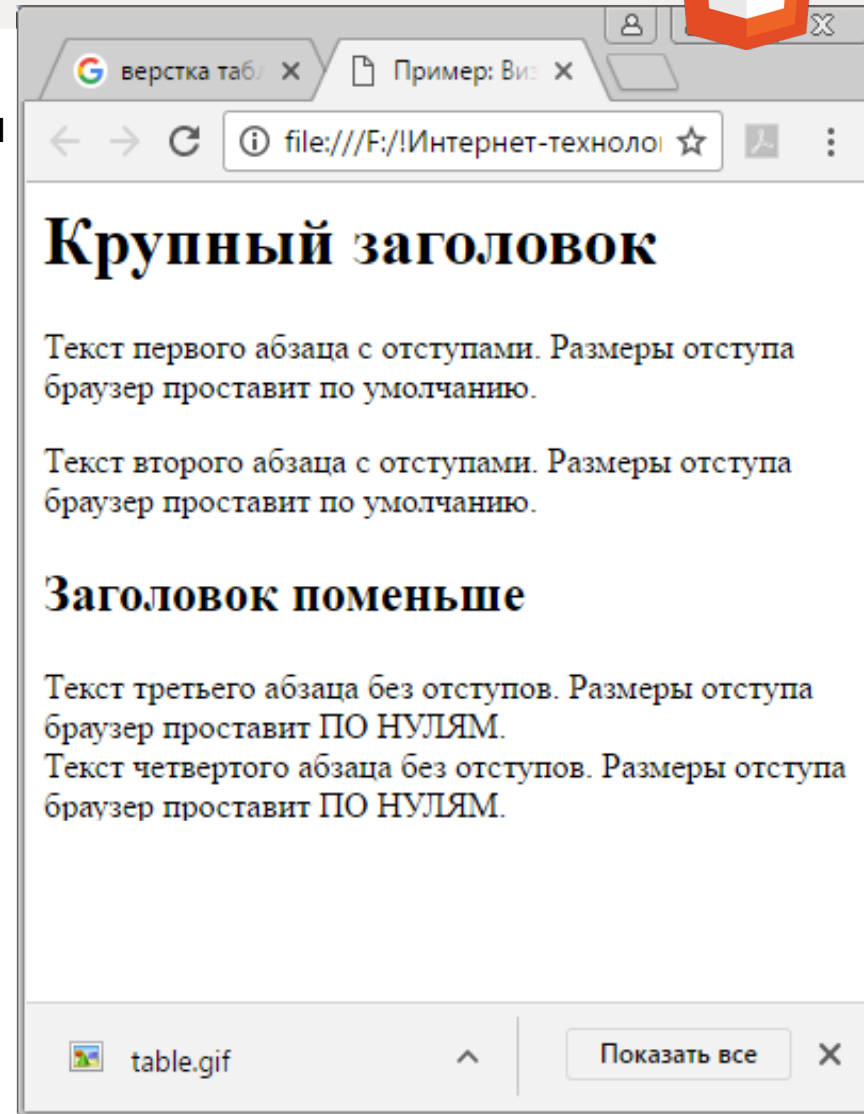 верстка таб
Пример: Ви
file:///F:/!Интернет-техноло
Крупный заголовок
Текст первого абзаца с отступами. Размеры отступа
браузер проставит по умолчанию.
Текст второго абзаца с отступами. Размеры отступа
браузер проставит по умолчанию.
Заголовок поменьше
Текст третьего абзаца без отступов. Размеры отступа
браузер проставит ПО НУЛЯМ.
Текст четвертого абзаца без отступов. Размеры отступа
браузер проставит ПО НУЛЯМ.
table.gif
Показать все